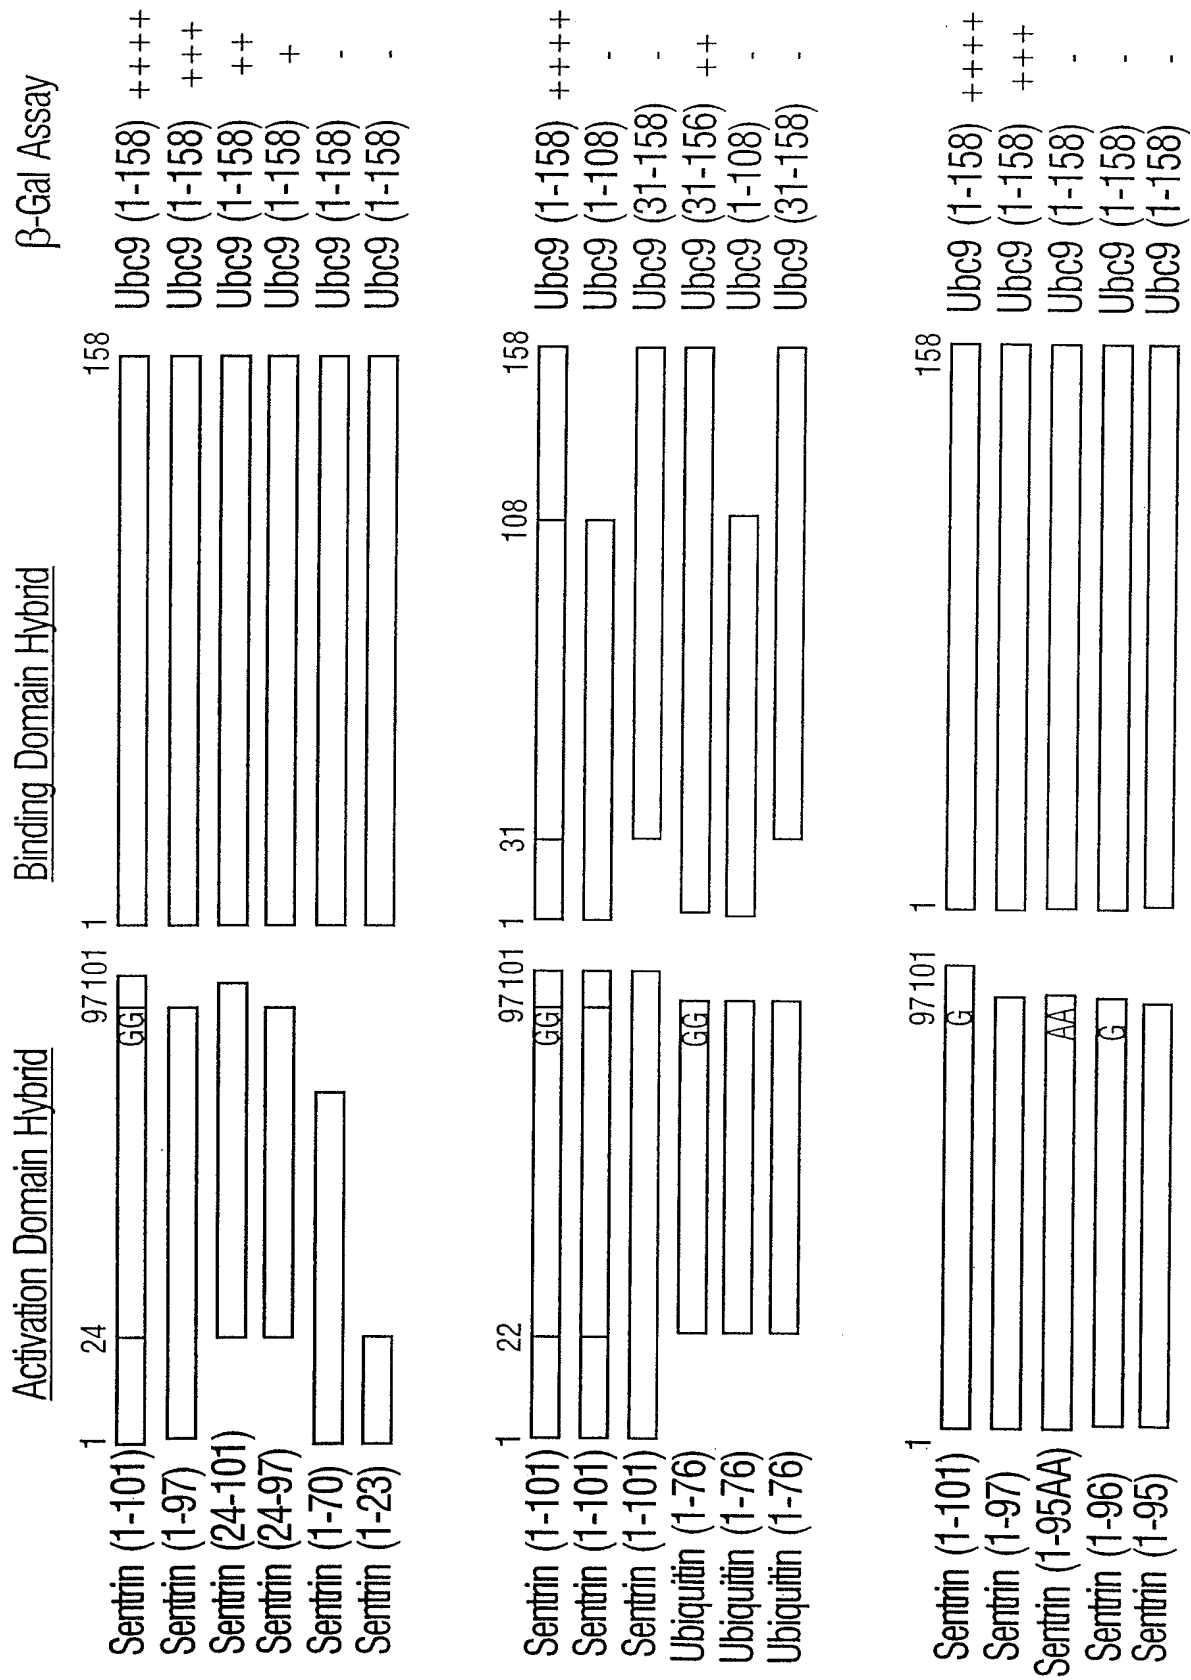 Activation Domain Hybrid Binding Domain Hybrid β-Gal Assay
1 24 97 101 1 158
Sentrin (1-101) GG Ubc9 (1-158) ++++
Sentrin (1-97) Ubc9 (1-158) +++
Sentrin (24-101) Ubc9 (1-158) ++
Sentrin (24-97) Ubc9 (1-158) +
Sentrin (1-70) Ubc9 (1-158) -
Sentrin (1-23) Ubc9 (1-158) -
1 22 97 101 1 31 108 158
Sentrin (1-101) GG Ubc9 (1-158) ++++
Sentrin (1-101) Ubc9 (1-108) -
Sentrin (1-101) Ubc9 (31-158) -
Ubiquitin (1-76) GG Ubc9 (31-156) ++
Ubiquitin (1-76) Ubc9 (1-108) -
Ubiquitin (1-76) Ubc9 (31-158) -
1 97 101 1 158
Sentrin (1-101) G Ubc9 (1-158) ++++
Sentrin (1-97) Ubc9 (1-158) +++
Sentrin (1-95AA) AA Ubc9 (1-158) -
Sentrin (1-96) G Ubc9 (1-158) -
Sentrin (1-95) Ubc9 (1-158) -